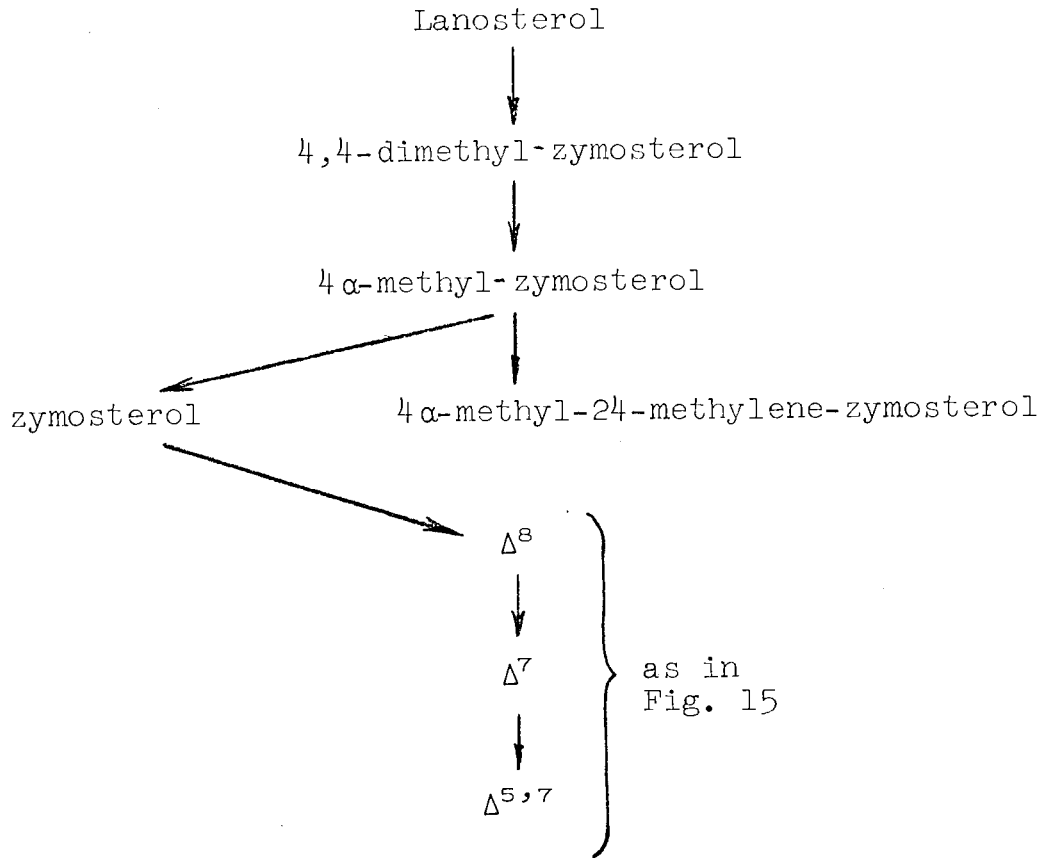 Lanosterol
4,4-dimethyl-zymosterol
4α-methyl-zymosterol
zymosterol
4α-methyl-24-methylene-zymosterol
Δ⁸
Δ⁷
Δ⁵,⁷
as in
Fig. 15